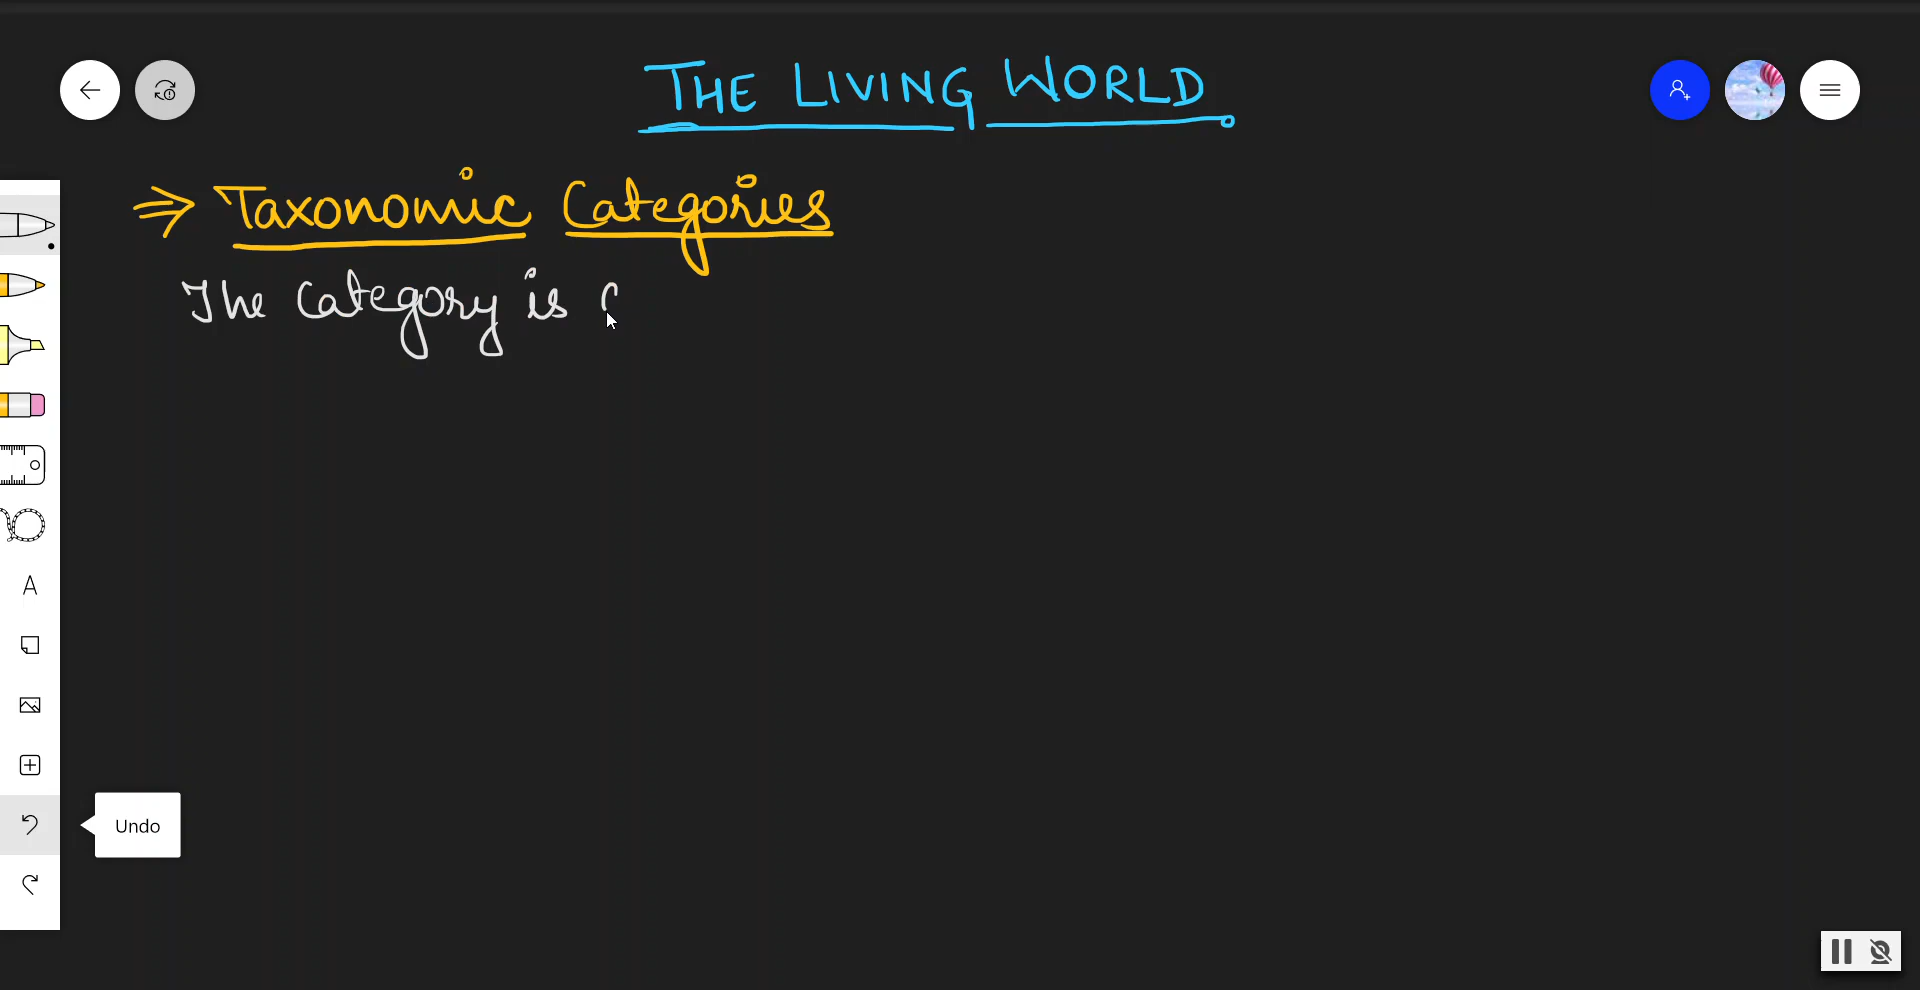 THE LIVING WORLD
⇒ Taxonomic Categories
The Category is
A
Undo